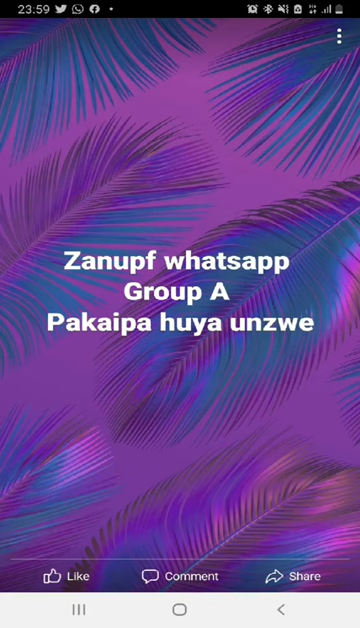 23:59
Zanupf whatsapp
Group A
Pakaipa huya unzwe
Like Comment Share